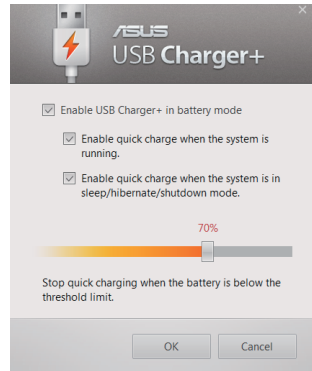 ASUS
USB Charger+
Enable USB Charger+ in battery mode
Enable quick charge when the system is
running.
Enable quick charge when the system is in
sleep/hibernate/shutdown mode.
70%
Stop quick charging when the battery is below the
threshold limit.
OK
Cancel